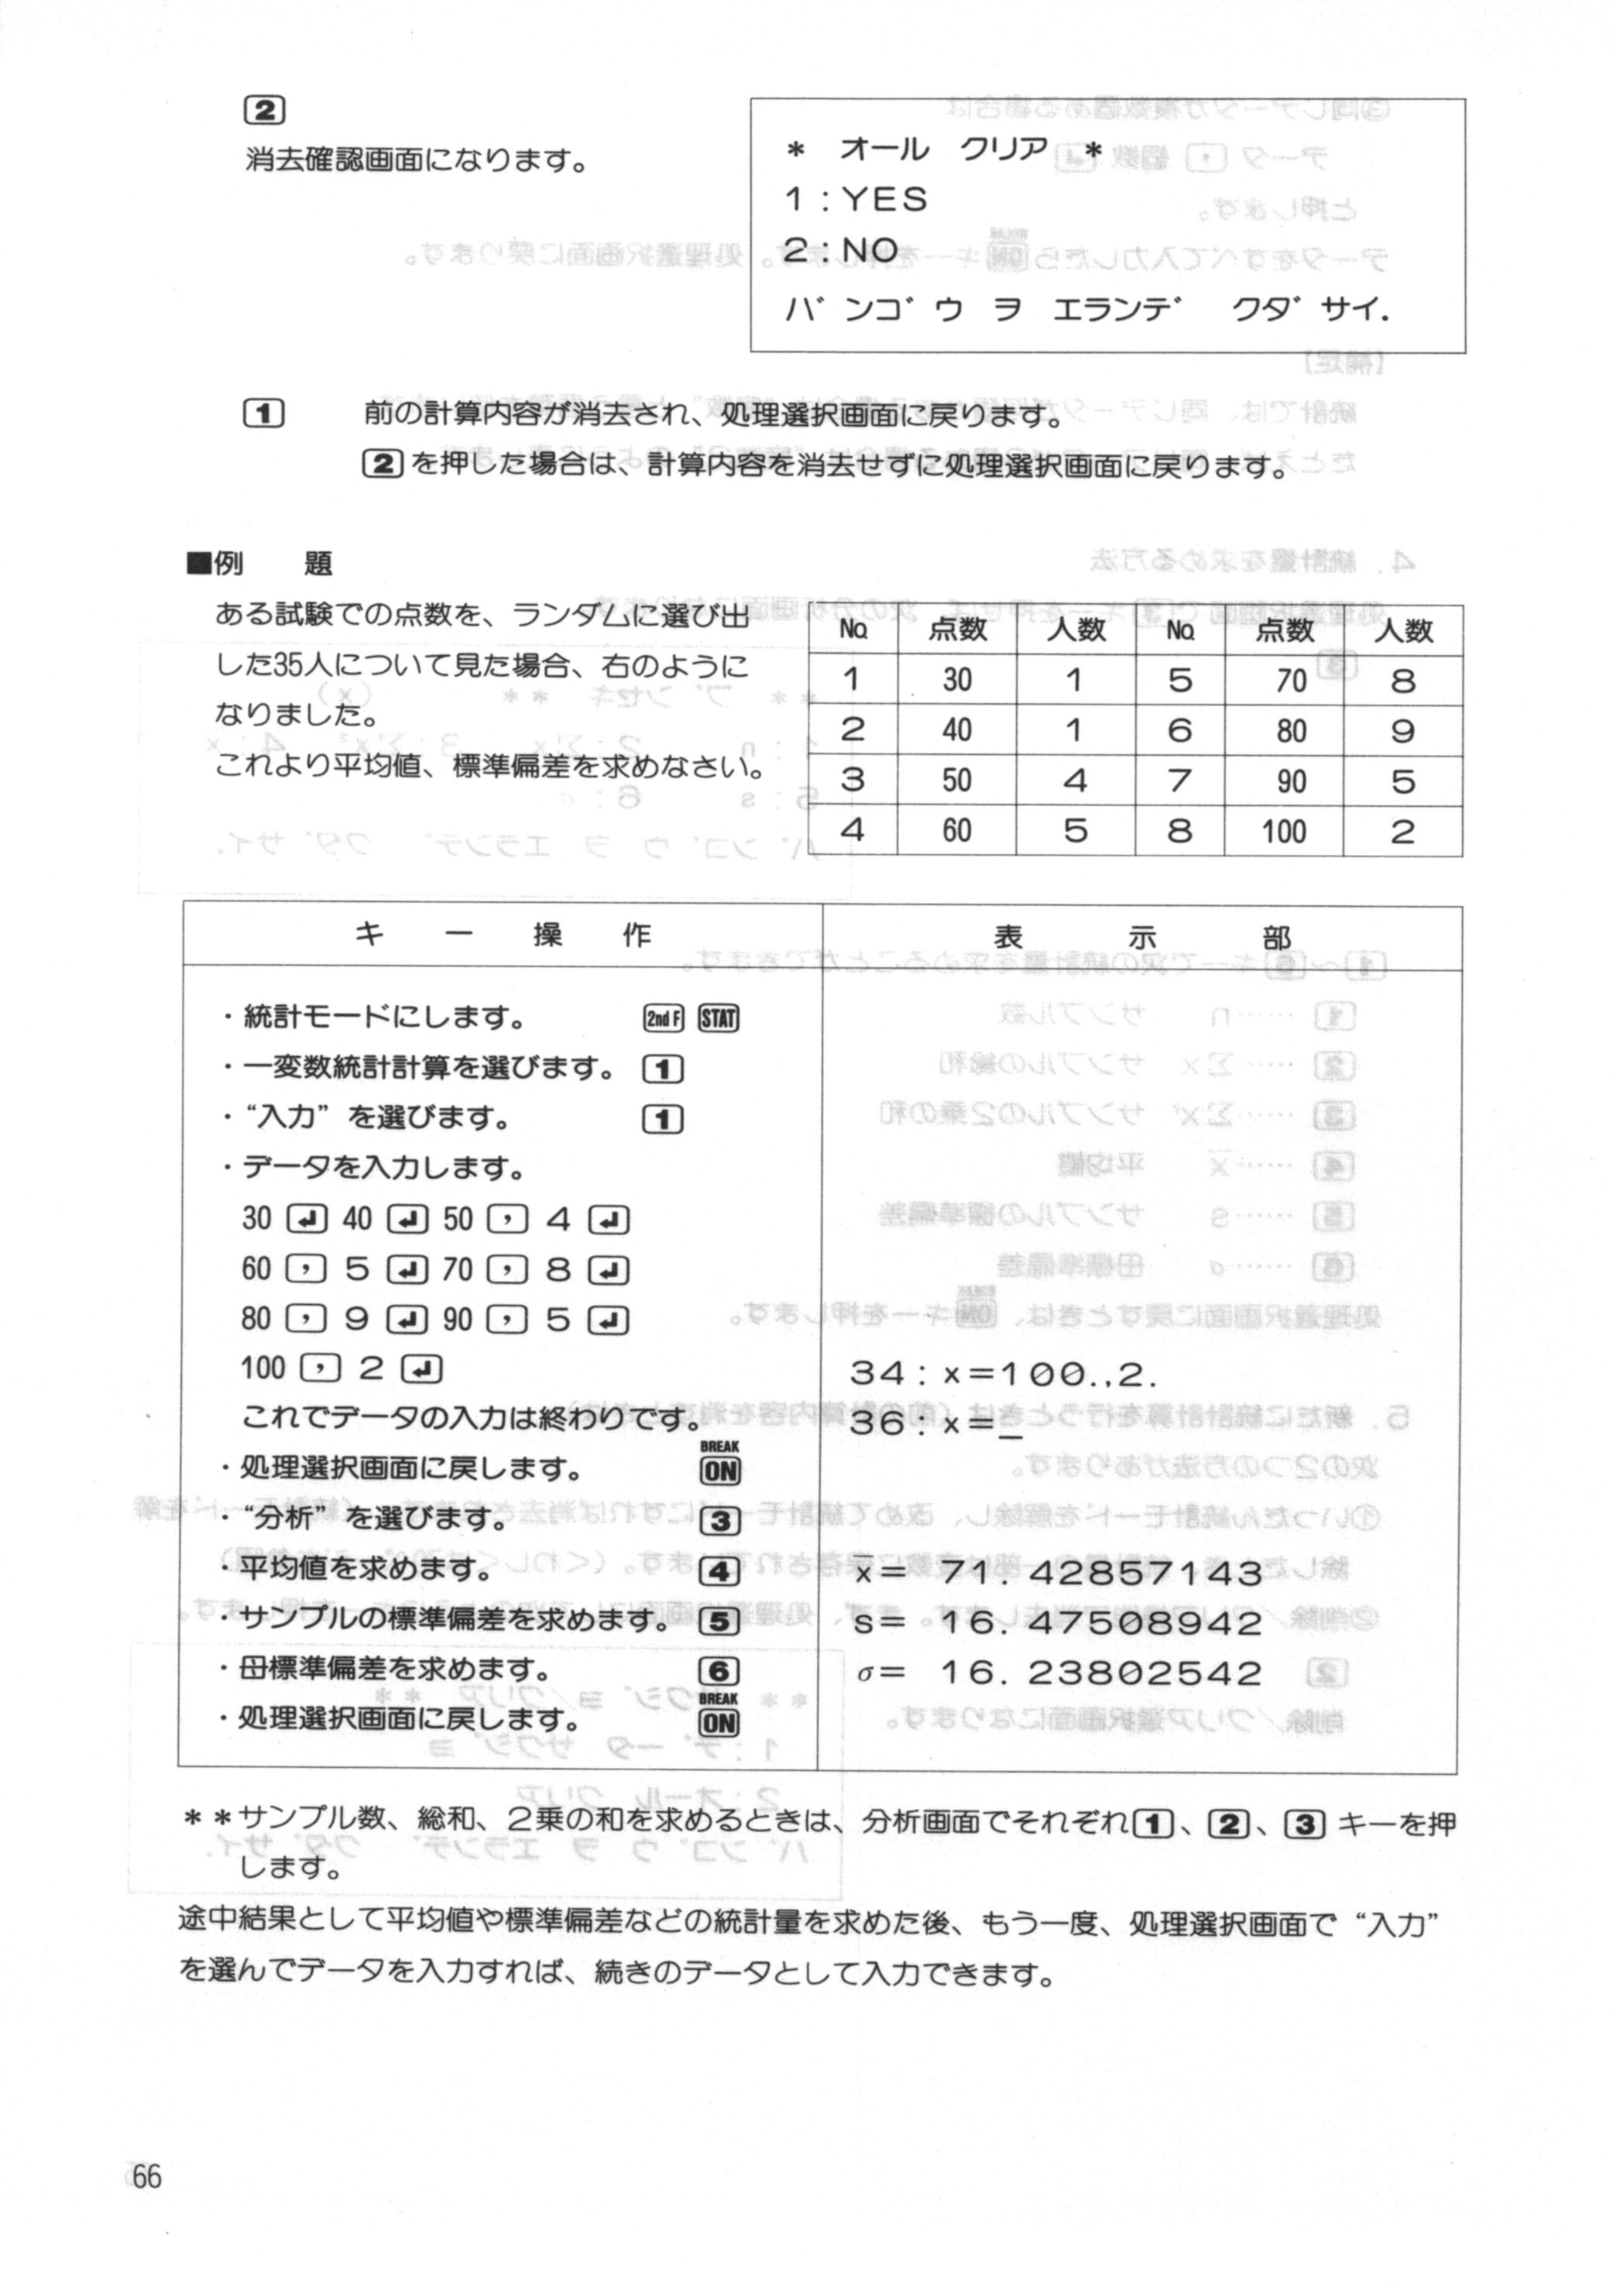 2
消去確認画面になります。
＊ オール クリア ＊
1：YES
2：NO
バンゴウ ヲ エランデ クダサイ.
1 前の計算内容が消去され、処理選択画面に戻ります。
2を押した場合は、計算内容を消去せずに処理選択画面に戻ります。
■例　題
ある試験での点数を、ランダムに選び出
した35人について見た場合、右のように
なりました。
これより平均値、標準偏差を求めなさい。
No. 点数 人数 No. 点数 人数
1 30 1 5 70 8
2 40 1 6 80 9
3 50 4 7 90 5
4 60 5 8 100 2
キー操作 表示部
・統計モードにします。 2nd F STAT
・一変数統計計算を選びます。 1
・“入力”を選びます。 1
・データを入力します。
30 ↲ 40 ↲ 50 , 4 ↲
60 , 5 ↲ 70 , 8 ↲
80 , 9 ↲ 90 , 5 ↲
100 , 2 ↲ 34：x＝100.,2.
これでデータの入力は終わりです。 36：x＝_
・処理選択画面に戻します。 BREAK ON
・“分析”を選びます。 3
・平均値を求めます。 4 x̄＝ 71.42857143
・サンプルの標準偏差を求めます。 5 s＝ 16.47508942
・母標準偏差を求めます。 6 σ＝ 16.23802542
・処理選択画面に戻します。 BREAK ON
＊＊サンプル数、総和、2乗の和を求めるときは、分析画面でそれぞれ1、2、3キーを押
します。
途中結果として平均値や標準偏差などの統計量を求めた後、もう一度、処理選択画面で“入力”
を選んでデータを入力すれば、続きのデータとして入力できます。
66